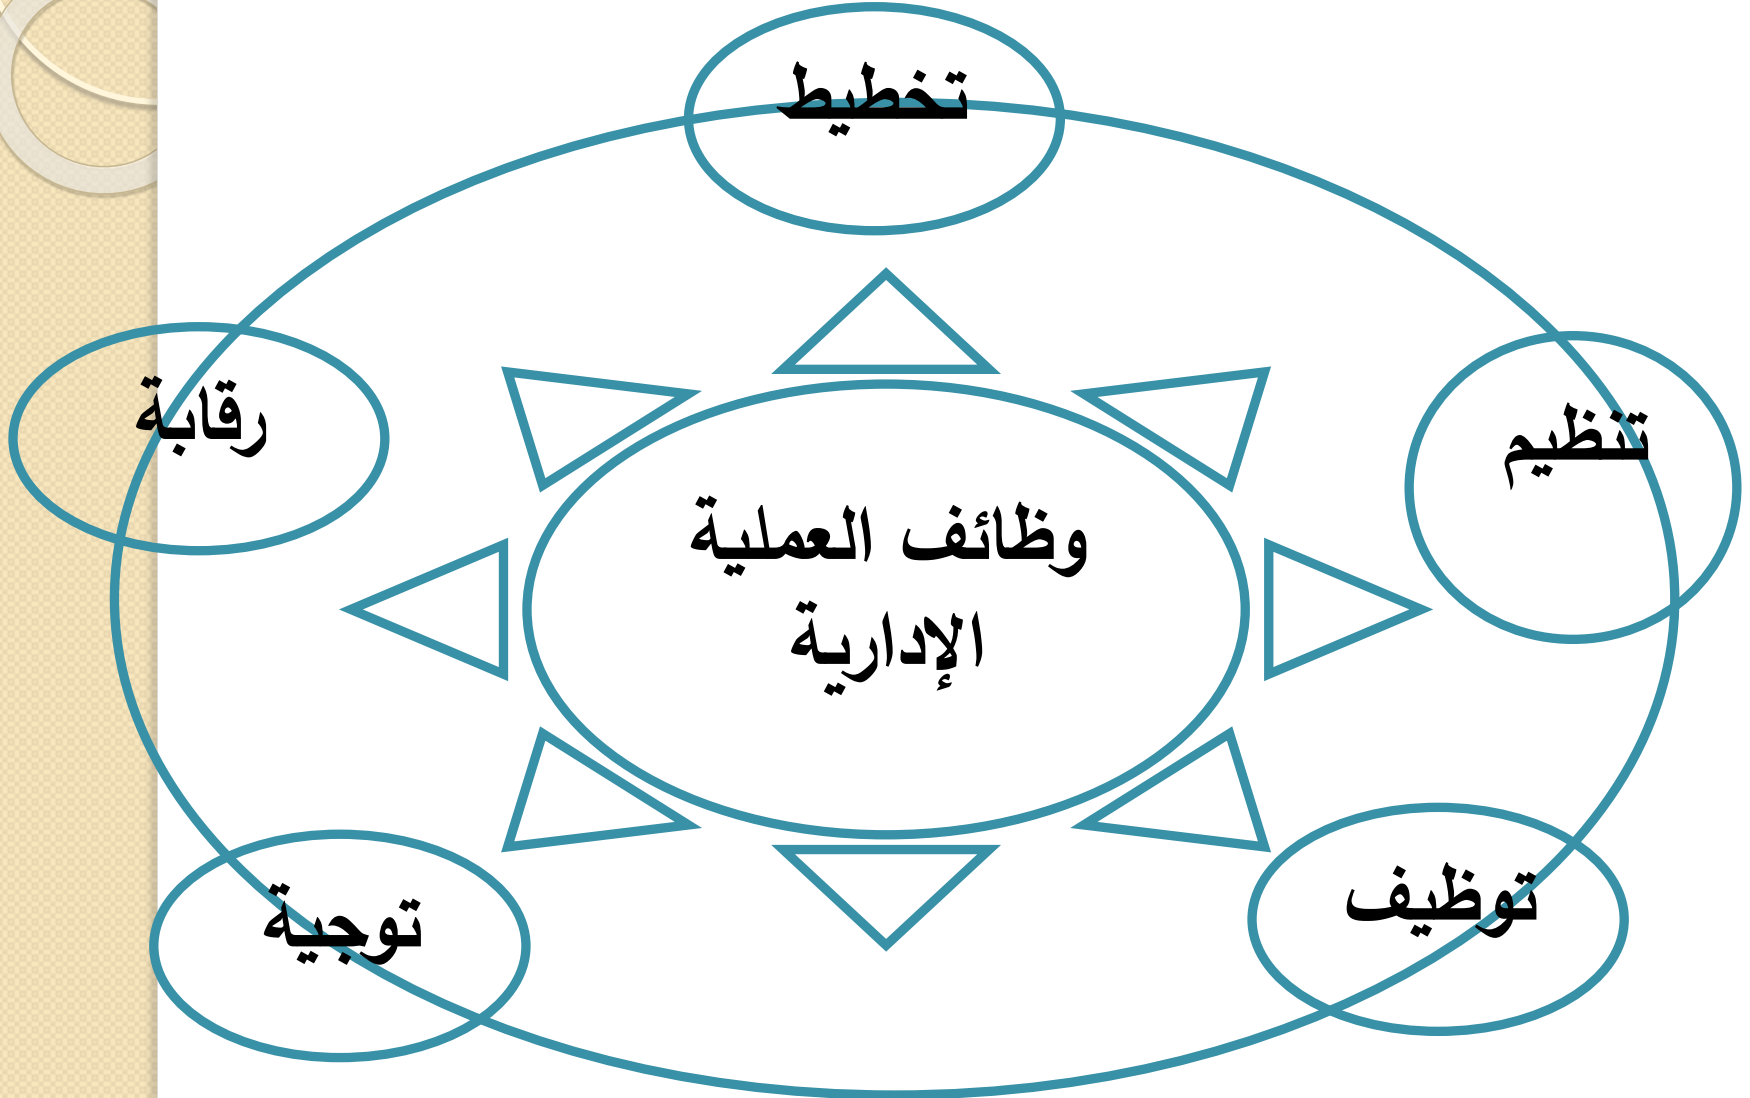 تخطيط
رقابة
تنظيم
وظائف العملية
الإدارية
توظيف
توجية